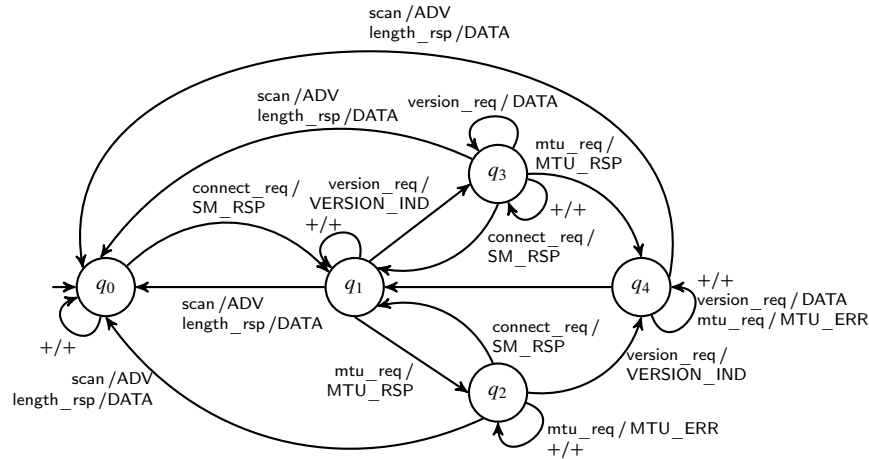 scan/ADV
length_rsp/DATA
scan/ADV
length_rsp/DATA
version_req/DATA
mtu_req/
MTU_RSP
connect_req/
SM_RSP
version_req/
VERSION_IND
q3
+/+
+/+
connect_req/
SM_RSP
q0
q1
q4
+/+
version_req/DATA
mtu_req/MTU_ERR
scan/ADV
length_rsp/DATA
+/+
connect_req/
SM_RSP
scan/ADV
length_rsp/DATA
mtu_req/
MTU_RSP
version_req/
VERSION_IND
q2
mtu_req/MTU_ERR
+/+